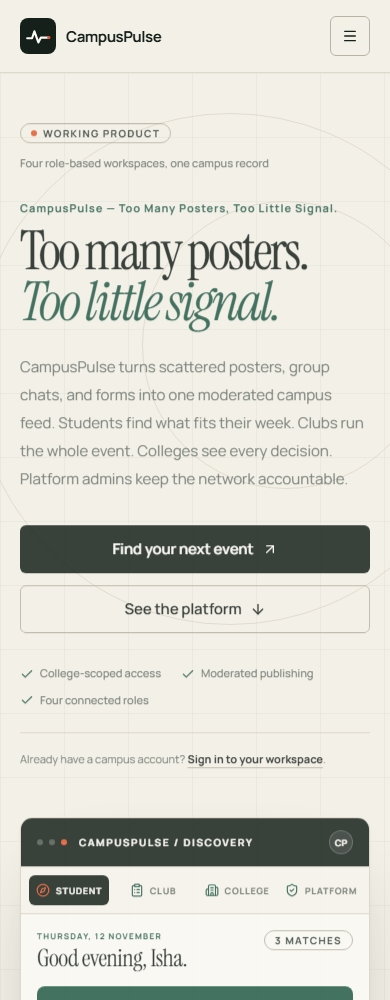 CampusPulse
WORKING PRODUCT
Four role-based workspaces, one campus record
CampusPulse — Too Many Posters, Too Little Signal.
Too many posters.
Too little signal.
CampusPulse turns scattered posters, group
chats, and forms into one moderated campus
feed. Students find what fits their week. Clubs run
the whole event. Colleges see every decision.
Platform admins keep the network accountable.
Find your next event
See the platform
College-scoped access Moderated publishing
Four connected roles
Already have a campus account? Sign in to your workspace.
CAMPUSPULSE / DISCOVERY CP
STUDENT CLUB COLLEGE PLATFORM
THURSDAY, 12 NOVEMBER
3 MATCHES
Good evening, Isha.